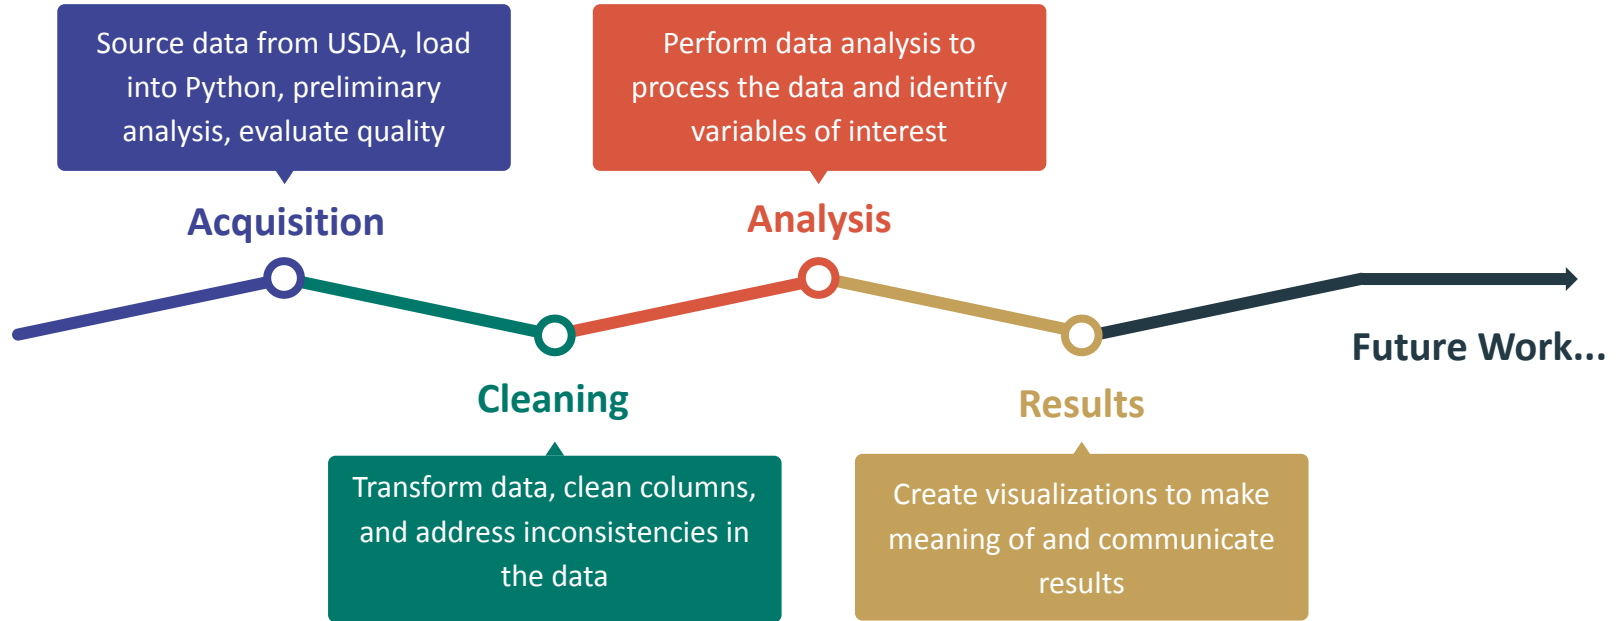 Source data from USDA, load
into Python, preliminary
analysis, evaluate quality
Acquisition
Perform data analysis to
process the data and identify
variables of interest
Analysis
Cleaning
Transform data, clean columns,
and address inconsistencies in
the data
Results
Create visualizations to make
meaning of and communicate
results
Future Work...